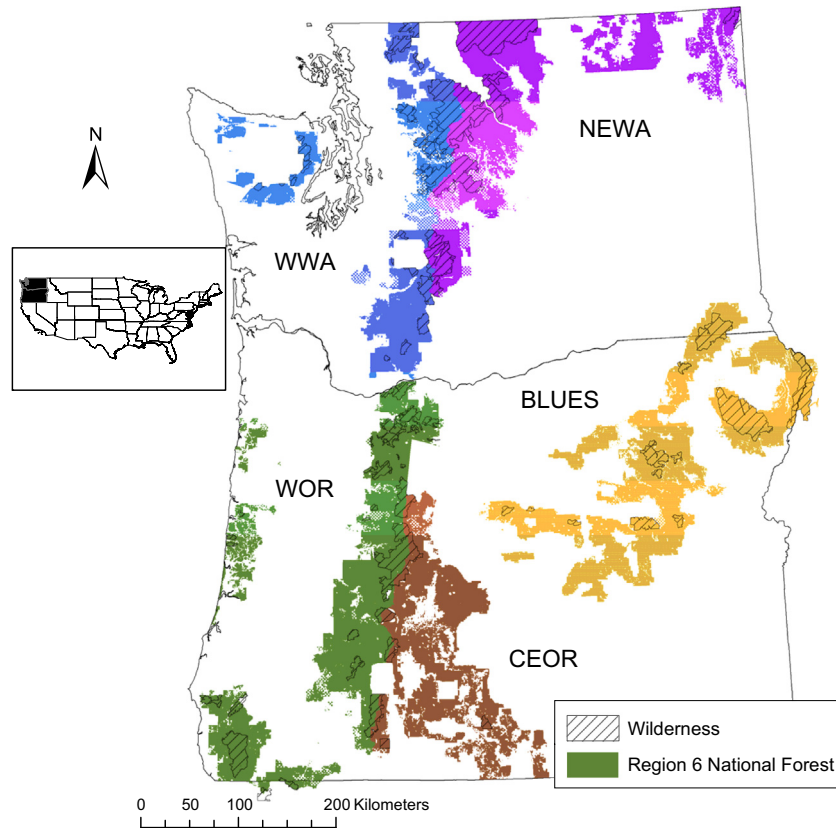 N
NEWA
WWA
BLUES
WOR
CEOR
Wilderness
Region 6 National Forest
0 50 100 200 Kilometers